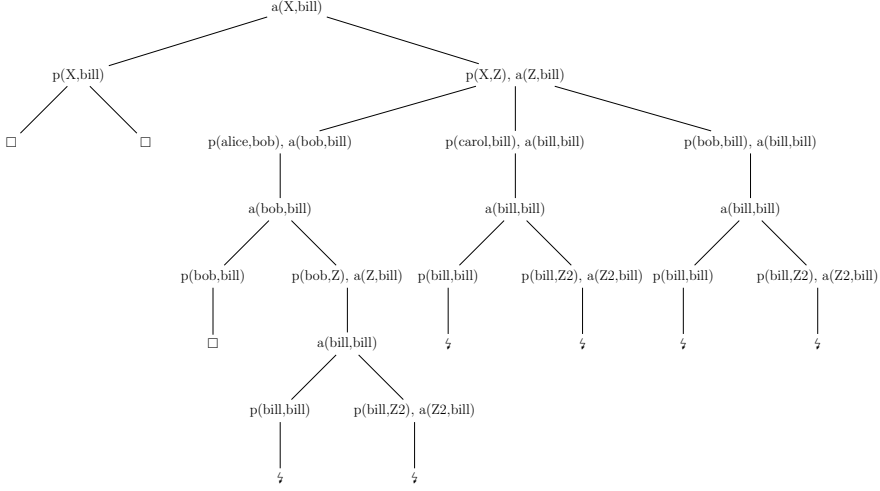 a(X,bill)
p(X,bill) p(X,Z), a(Z,bill)
□ □ p(alice,bob), a(bob,bill) p(carol,bill), a(bill,bill) p(bob,bill), a(bill,bill)
a(bob,bill) a(bill,bill) a(bill,bill)
p(bob,bill) p(bob,Z), a(Z,bill) p(bill,bill) p(bill,Z2), a(Z2,bill) p(bill,bill) p(bill,Z2), a(Z2,bill)
□ a(bill,bill) ↯ ↯ ↯ ↯
p(bill,bill) p(bill,Z2), a(Z2,bill)
↯ ↯